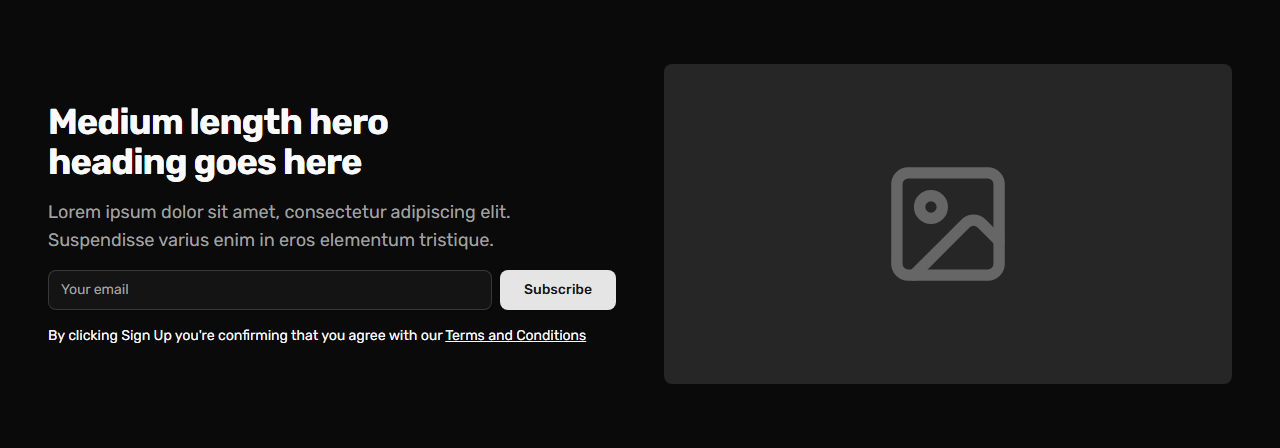 Medium length hero
heading goes here
Lorem ipsum dolor sit amet, consectetur adipiscing elit.
Suspendisse varius enim in eros elementum tristique.
Your email
Subscribe
By clicking Sign Up you're confirming that you agree with our Terms and Conditions